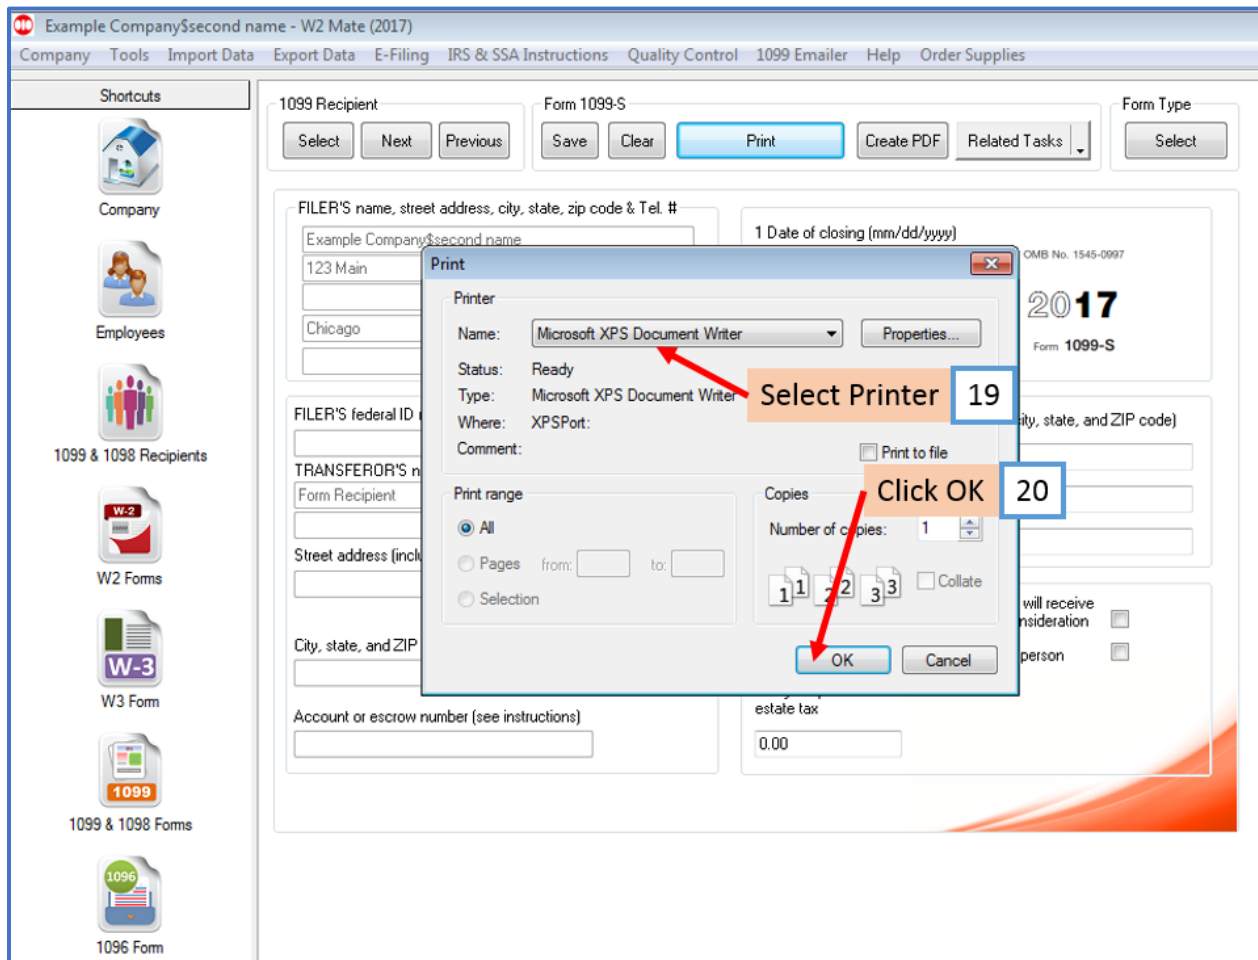 Example Company$second name - W2 Mate (2017)
Company Tools Import Data Export Data E-Filing IRS & SSA Instructions Quality Control 1099 Emailer Help Order Supplies
Shortcuts
Company
Employees
1099 & 1098 Recipients
W-2
W2 Forms
W-3
W3 Form
1099
1099 & 1098 Forms
1096
1096 Form
1099 Recipient
Select Next Previous
Form 1099-S
Save Clear Print Create PDF Related Tasks
Form Type
Select
FILER'S name, street address, city, state, zip code & Tel. #
Example Company$second name
123 Main
Chicago
FILER'S federal ID
TRANSFEROR'S
Form Recipient
Street address
City, state, and ZIP
Account or escrow number (see instructions)
1 Date of closing (mm/dd/yyyy)
OMB No. 1545-0997
2017
Form 1099-S
state, and ZIP code)
will receive
person
estate tax
0.00
Print
Printer
Name: Microsoft XPS Document Writer Properties...
Status: Ready
Type: Microsoft XPS Document Writer
Where: XPSPort:
Comment:
Print to file
Select Printer 19
Click OK 20
Print range
All
Pages from: to:
Selection
Copies
Number of copies: 1
1 1 2 2 3 3
Collate
OK Cancel